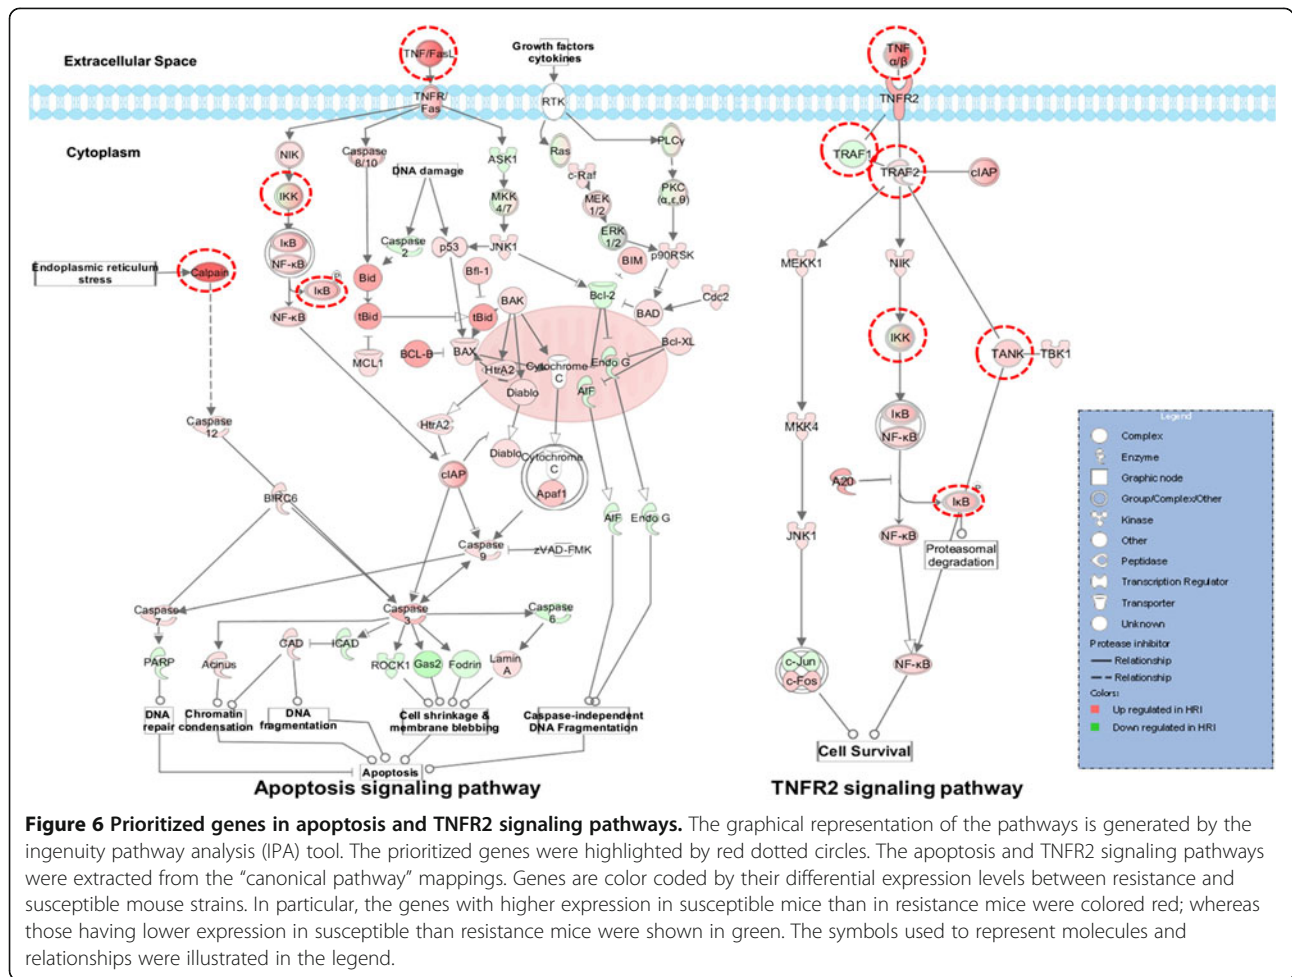 Extracellular Space
TNF/FasL
Growth factors
cytokines
TNF
α/β
TNFR/
Fas
RTK
TNFR2
Cytoplasm
NIK
Caspase
8/10
DNA damage
ASK1
Ras
PLCγ
c-Raf
TRAF1
TRAF2
cIAP
IKK
MKK
4/7
MEK
1/2
PKC
(α,ε,θ)
IκB
NF-κB
Caspase
2
p53
JNK1
ERK
1/2
BIM
p90RSK
MEKK1
NIK
Endoplasmic reticulum
stress
Calpain
P
IκB
Bid
Bfl-1
Bcl-2
Cdc2
NF-κB
tBid
tBid
BAK
BAD
IKK
TANK
TBK1
MCL1
BCL-B
BAX
HtrA2
Cytochrome
C
Endo G
Bcl-XL
Diablo
AIF
Caspase
12
HtrA2
MKK4
IκB
NF-κB
Diablo
Cytochrome
C
cIAP
Apaf1
A20
P
IκB
BIRC6
AIF
Endo G
JNK1
NF-κB
Proteasomal
degradation
Caspase
9
zVAD-FMK
Caspase
7
Caspase
3
Caspase
6
PARP
Acinus
CAD
ICAD
ROCK1
Gas2
Fodrin
Lamin
A
c-Jun
c-Fos
NF-κB
DNA
repair
Chromatin
condensation
DNA
fragmentation
Cell shrinkage &
membrane blebbing
Caspase-independent
DNA Fragmentation
Cell Survival
Apoptosis
Apoptosis signaling pathway
TNFR2 signaling pathway
Legend
Complex
Enzyme
Graphic node
Group/Complex/Other
Kinase
Other
Peptidase
Transcription Regulator
Transporter
Unknown
Protease inhibitor
Relationship
Relationship
Colors:
Up regulated in HRI
Down regulated in HRI
Figure 6 Prioritized genes in apoptosis and TNFR2 signaling pathways. The graphical representation of the pathways is generated by the
ingenuity pathway analysis (IPA) tool. The prioritized genes were highlighted by red dotted circles. The apoptosis and TNFR2 signaling pathways
were extracted from the “canonical pathway” mappings. Genes are color coded by their differential expression levels between resistance and
susceptible mouse strains. In particular, the genes with higher expression in susceptible mice than in resistance mice were colored red; whereas
those having lower expression in susceptible than resistance mice were shown in green. The symbols used to represent molecules and
relationships were illustrated in the legend.